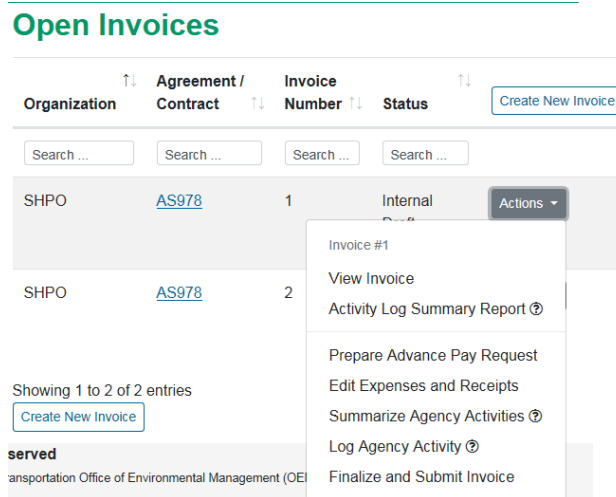 Open Invoices
Organization
Agreement / Contract
Invoice Number
Status
Create New Invoice
Search ...
Search ...
Search ...
Search ...
SHPO
AS978
1
Internal
Actions
Invoice #1
View Invoice
Activity Log Summary Report
SHPO
AS978
2
Prepare Advance Pay Request
Edit Expenses and Receipts
Summarize Agency Activities
Log Agency Activity
Finalize and Submit Invoice
Showing 1 to 2 of 2 entries
Create New Invoice
served
ransportation Office of Environmental Management (OE